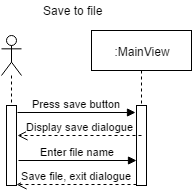 Save to file
:MainView
Press save button
Display save dialogue
Enter file name
Save file, exit dialogue